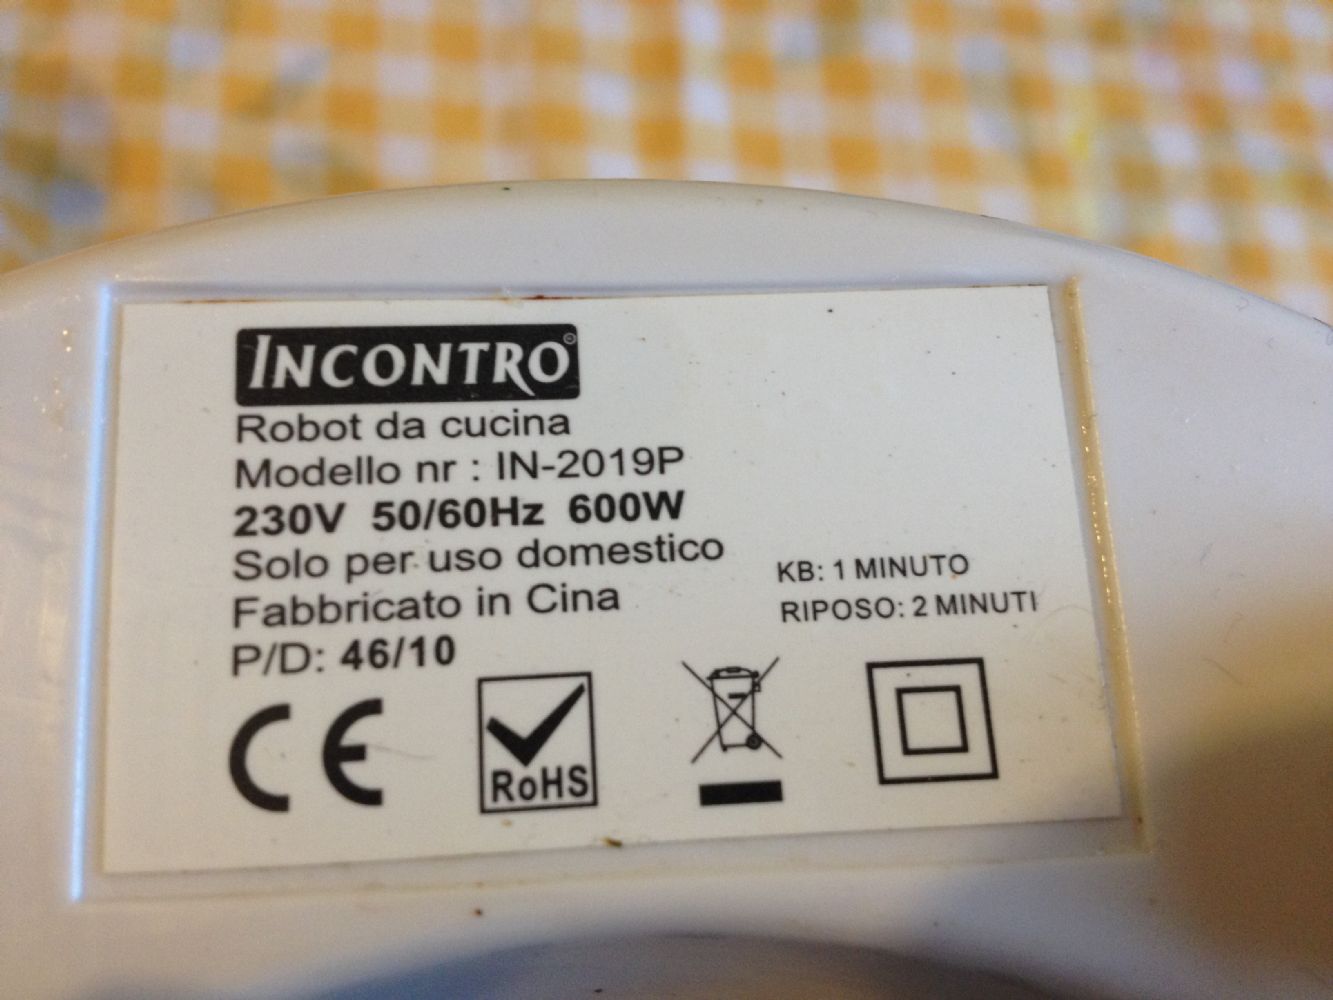 INCONTRO
Robot da cucina
Modello nr : IN-2019P
230V 50/60Hz 600W
Solo per uso domestico
Fabbricato in Cina
P/D: 46/10
KB: 1 MINUTO
RIPOSO: 2 MINUTI
CE
RoHS